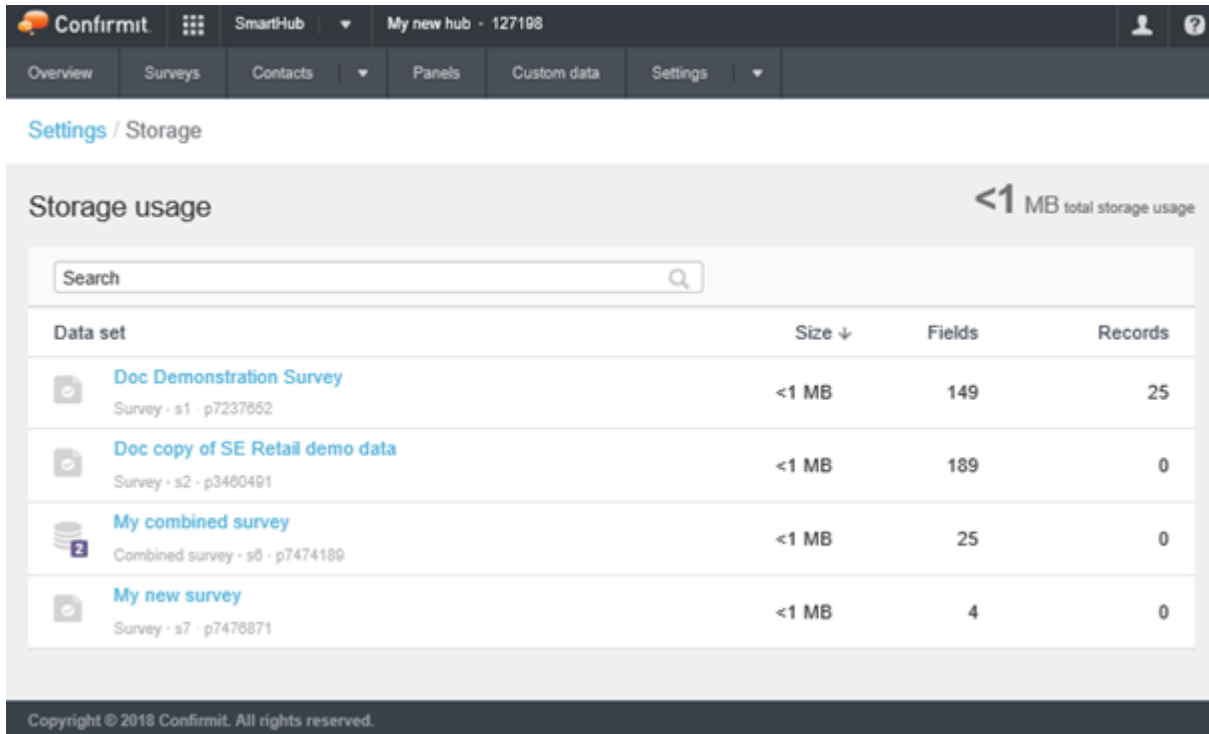 Confirmit. SmartHub My new hub - 127198
Overview Surveys Contacts Panels Custom data Settings
Settings / Storage
Storage usage <1 MB total storage usage
Search
Data set Size ↓ Fields Records
Doc Demonstration Survey
<1 MB 149 25
Survey - s1 - p7237652
Doc copy of SE Retail demo data
<1 MB 189 0
Survey - s2 - p3460491
My combined survey
<1 MB 25 0
2
Combined survey - s6 - p7474189
My new survey
<1 MB 4 0
Survey - s7 - p7476871
Copyright © 2018 Confirmit. All rights reserved.